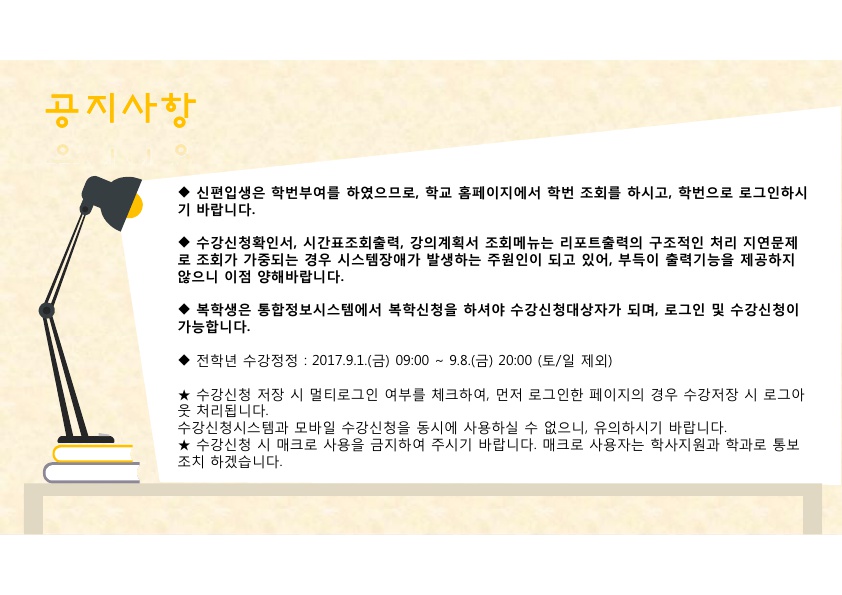 공지사항
◆ 신편입생은 학번부여를 하였으므로, 학교 홈페이지에서 학번 조회를 하시고, 학번으로 로그인하시
기 바랍니다.
◆ 수강신청확인서, 시간표조회출력, 강의계획서 조회메뉴는 리포트출력의 구조적인 처리 지연문제
로 조회가 가중되는 경우 시스템장애가 발생하는 주원인이 되고 있어, 부득이 출력기능을 제공하지
않으니 이점 양해바랍니다.
◆ 복학생은 통합정보시스템에서 복학신청을 하셔야 수강신청대상자가 되며, 로그인 및 수강신청이
가능합니다.
◆ 전학년 수강정정 : 2017.9.1.(금) 09:00 ~ 9.8.(금) 20:00 (토/일 제외)
★ 수강신청 저장 시 멀티로그인 여부를 체크하여, 먼저 로그인한 페이지의 경우 수강저장 시 로그아
웃 처리됩니다.
수강신청시스템과 모바일 수강신청을 동시에 사용하실 수 없으니, 유의하시기 바랍니다.
★ 수강신청 시 매크로 사용을 금지하여 주시기 바랍니다. 매크로 사용자는 학사지원과 학과로 통보
조치 하겠습니다.